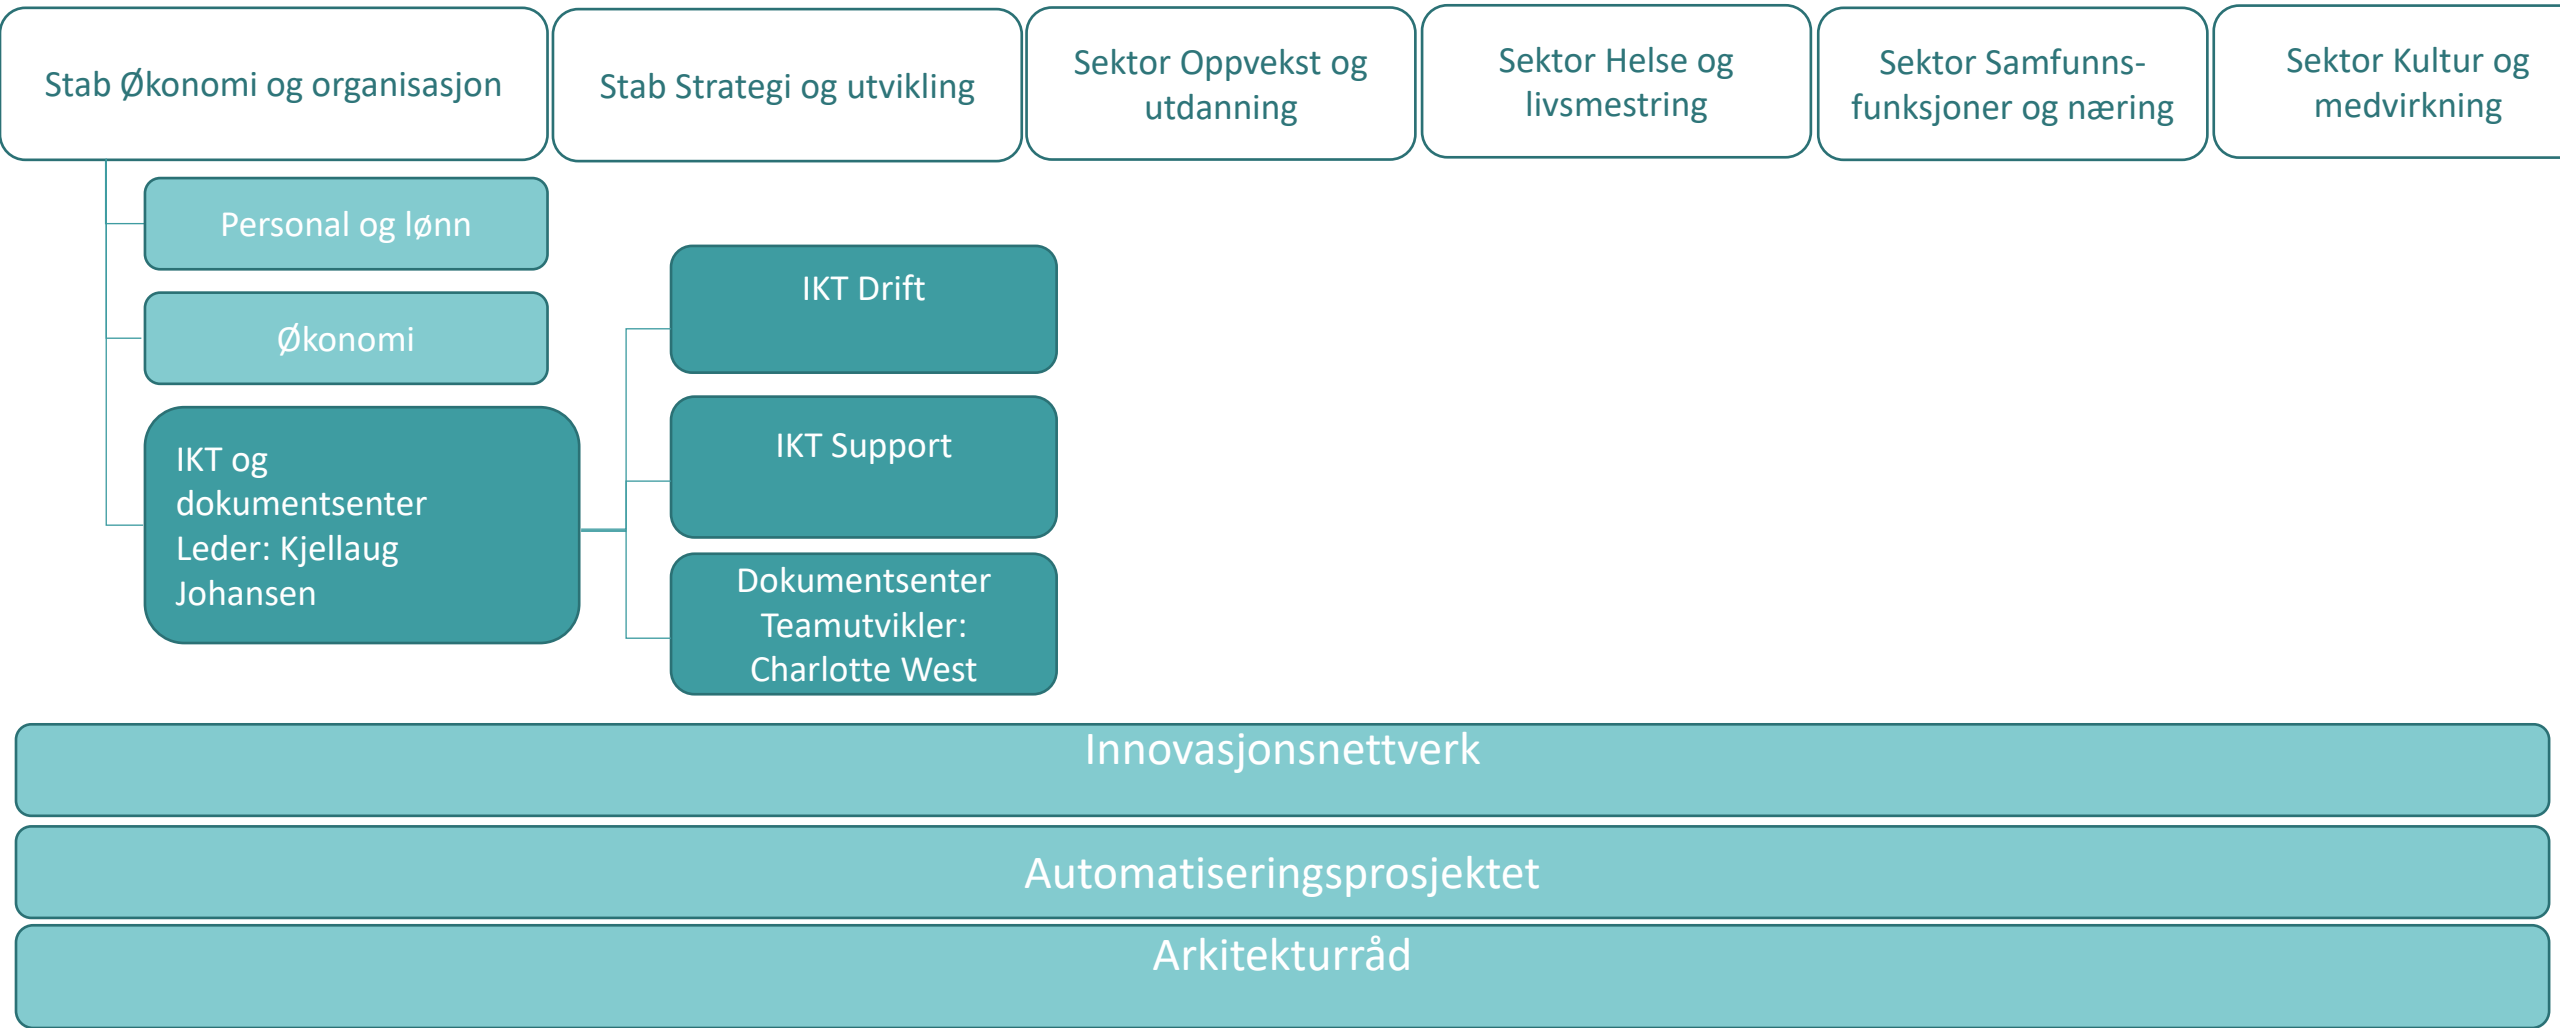 Stab Økonomi og organisasjon
Stab Strategi og utvikling
Sektor Oppvekst og
utdanning
Sektor Helse og
livsmestring
Sektor Samfunns-
funksjoner og næring
Sektor Kultur og
medvirkning
Personal og lønn
Økonomi
IKT og
dokumentsenter
Leder: Kjellaug
Johansen
IKT Drift
IKT Support
Dokumentsenter
Teamutvikler:
Charlotte West
Innovasjonsnettverk
Automatiseringsprosjektet
Arkitekturråd